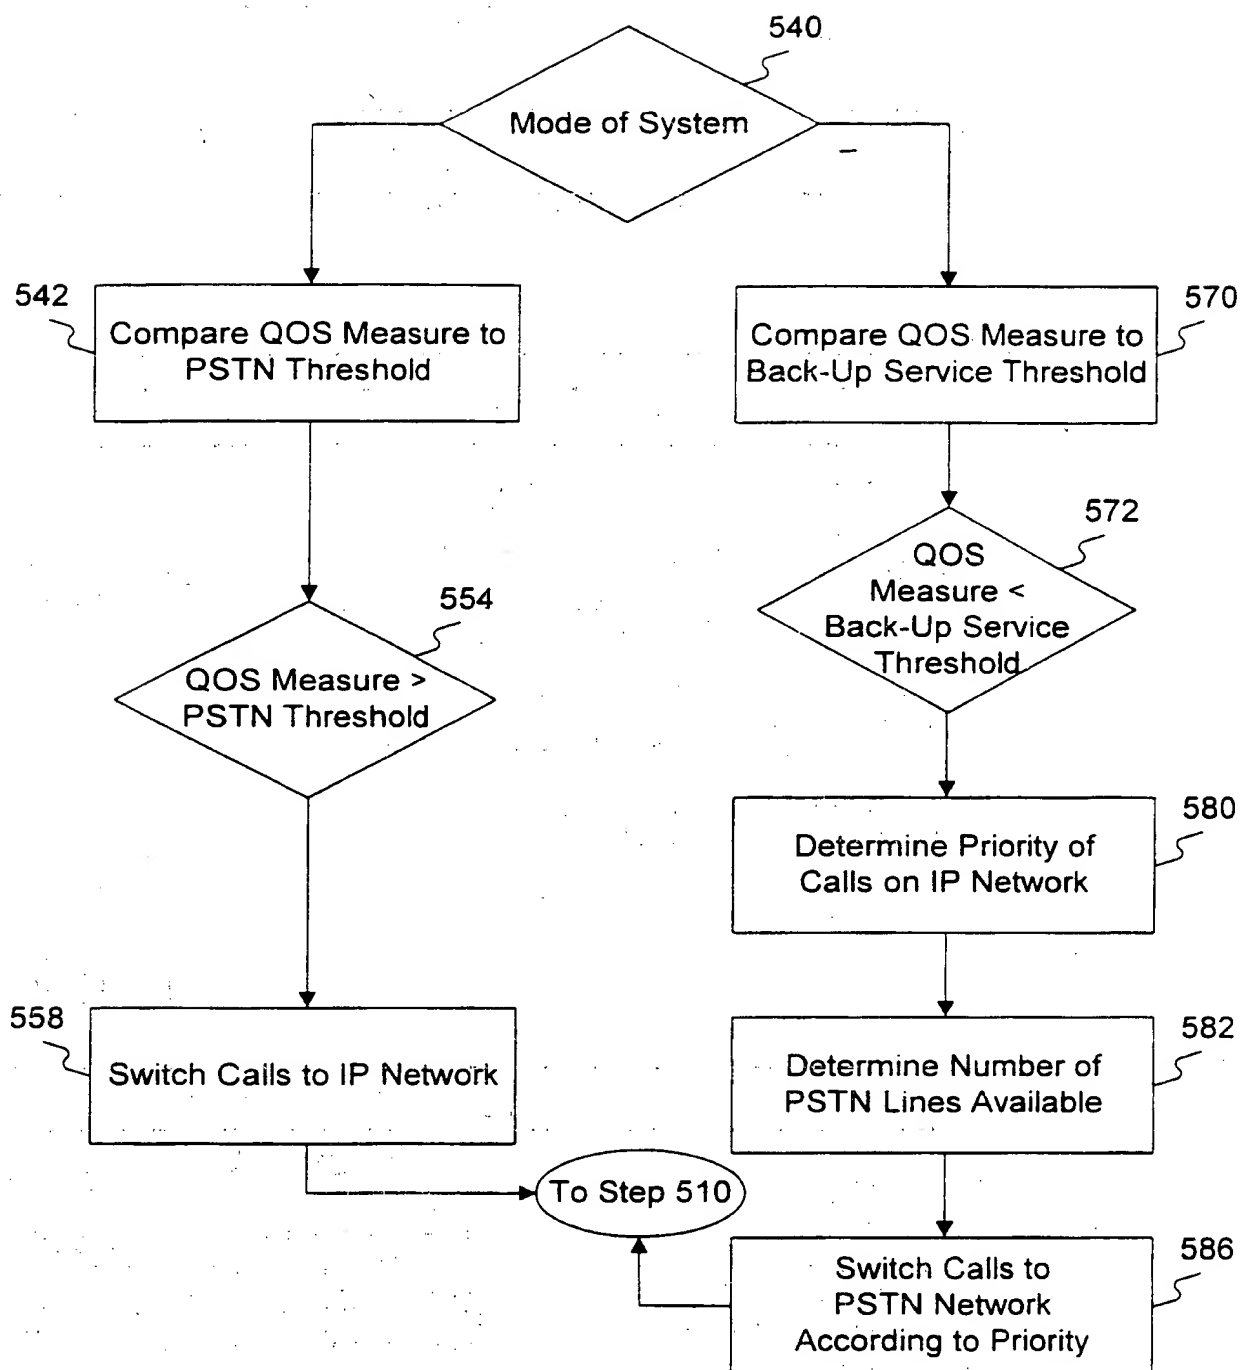 540
Mode of System
542
Compare QOS Measure to
PSTN Threshold
570
Compare QOS Measure to
Back-Up Service Threshold
572
QOS
Measure <
Back-Up Service
Threshold
554
QOS Measure >
PSTN Threshold
580
Determine Priority of
Calls on IP Network
558
Switch Calls to IP Network
582
Determine Number of
PSTN Lines Available
To Step 510
586
Switch Calls to
PSTN Network
According to Priority